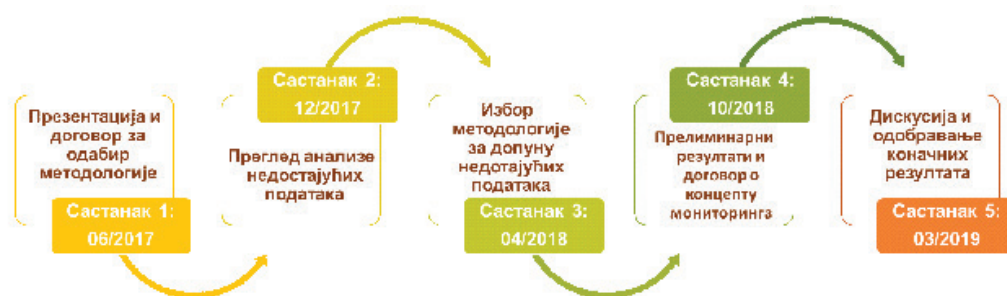 Презентација и
договор за
одабир
методологије
Састанак 1:
06/2017
Састанак 2:
12/2017
Преглед анализе
недостајућих
података
Избор
методологије
за допуну
недотајућих
података
Састанак 3:
04/2018
Састанак 4:
10/2018
Прелиминарни
резултати и
договор о
концепту
мониторинга
Дискусија и
одобравање
коначних
резултата
Састанак 5:
03/2019